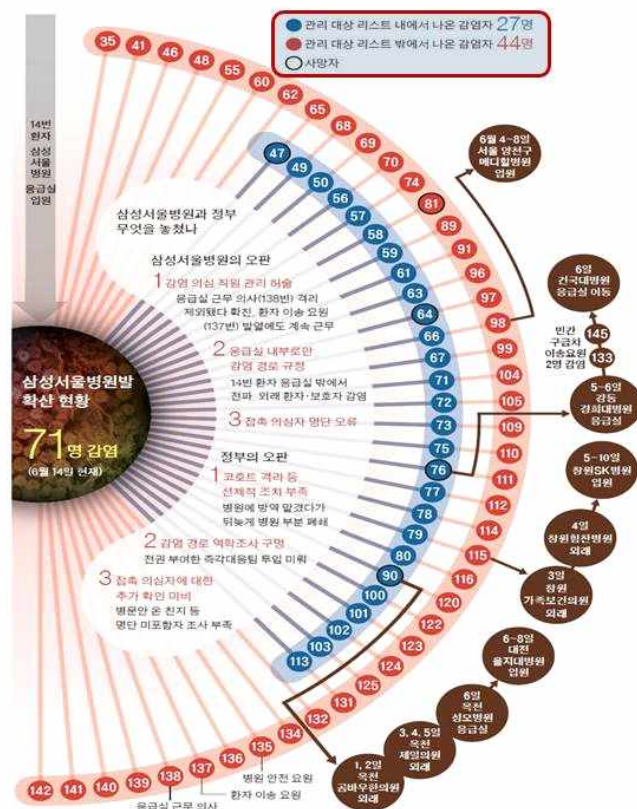 관리 대상 리스트 내에서 나온 감염자 27명
관리 대상 리스트 밖에서 나온 감염자 44명
사망자
14번
환자
삼성
서울
병원
응급실
입원
35
41
46
48
55
60
62
65
68
69
70
74
81
89
91
96
97
98
99
104
105
109
110
111
112
114
115
116
120
122
123
124
125
131
132
134
135
136
137
138
139
140
141
142
47
49
50
56
57
58
59
61
63
64
66
67
71
72
73
75
76
77
78
79
80
90
100
101
102
103
113
삼성서울병원과 정부
무엇을 놓쳤나
삼성서울병원의 오판
1 감염 의심 직원 관리 허술
응급실 근무 의사(138번) 격리
제외됐다 확진, 환자 이송 요원
(137번) 발열에도 계속 근무
2 응급실 내부로만
감염 경로 규정
14번 환자 응급실 밖에서
전파 외래 환자·보호자 감염
3 접촉 의심자 명단 오류
정부의 오판
1 코호트 격리 등
선제적 조치 부족
병원에 방역 맡겼다가
뒤늦게 병원 부분 폐쇄
2 감염 경로 역학조사 구멍
전권 부여한 즉각대응팀 투입 미뤄
3 접촉 의심자에 대한
추가 확인 미비
병문안 온 친지 등
명단 미포함자 조사 부족
삼성서울병원발
확산 현황
71명 감염
(6월 14일 현재)
6월 4~8일
서울 양천구
메디힐병원
입원
6일
건국대병원
응급실 이동
민간
구급차
이송요원
2명 감염
145
133
5~6일
강동
경희대병원
응급실
5~10일
창원SK병원
입원
4일
창원힘찬병원
외래
3일
창원
가족보건의원
외래
6~8일
대전
을지대병원
입원
6일
옥천
성모병원
응급실
3, 4, 5일
옥천
제일의원
외래
1, 2일
옥천
곰바우한의원
외래
병원 안전 요원
환자 이송 요원
응급실 근무 의사